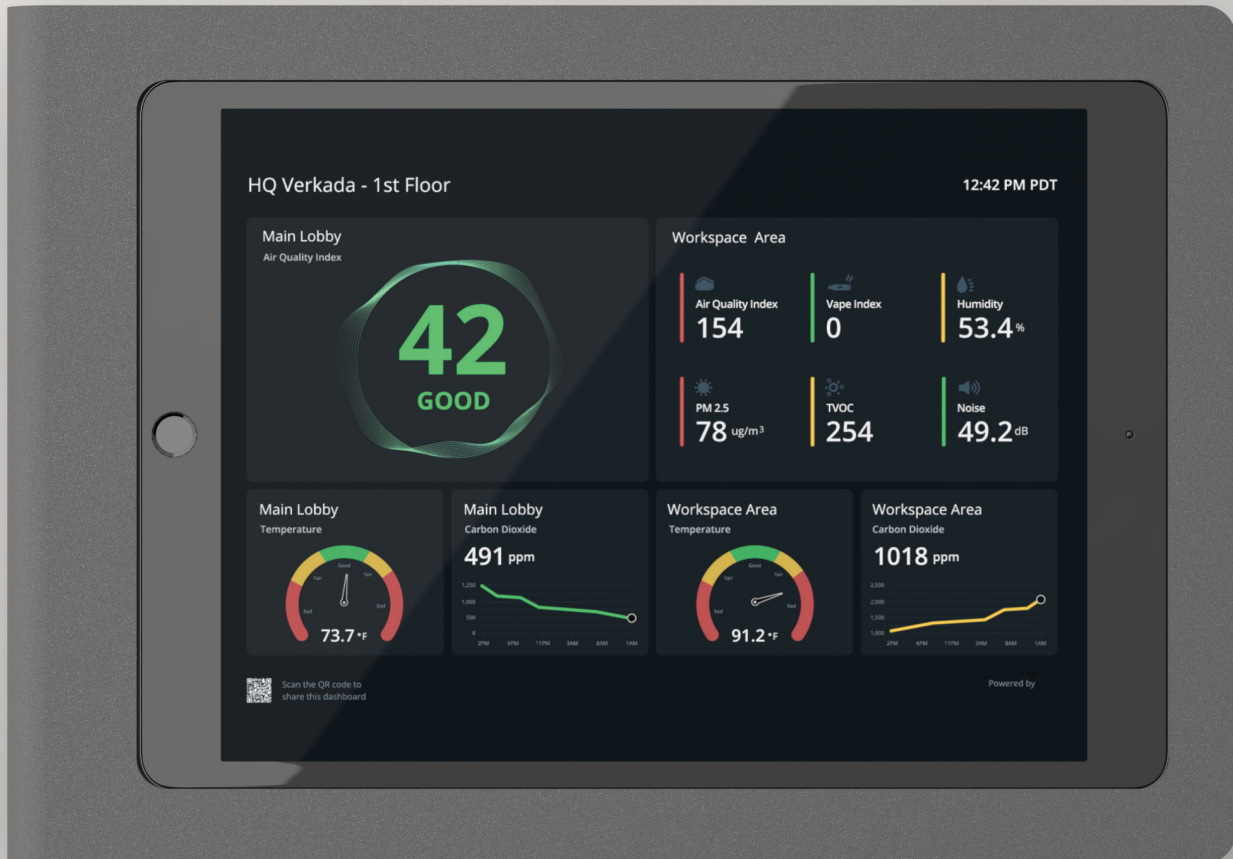 HQ Verkada - 1st Floor
12:42 PM PDT
Main Lobby
Air Quality Index
42
GOOD
Workspace Area
Air Quality Index
154
Vape Index
0
Humidity
53.4 %
PM 2.5
78 ug/m³
TVOC
254
Noise
49.2 dB
Main Lobby
Temperature
Good
Fair
Fair
Bad
Bad
73.7 °F
Main Lobby
Carbon Dioxide
491 ppm
1,250
1,000
500
0
2PM 6PM 11PM 3AM 8AM 1AM
Workspace Area
Temperature
Good
Fair
Fair
Bad
Bad
91.2 °F
Workspace Area
Carbon Dioxide
1018 ppm
2,500
2,000
1,500
1,000
2PM 6PM 11PM 3AM 8AM 1AM
Scan the QR code to
share this dashboard
Powered by